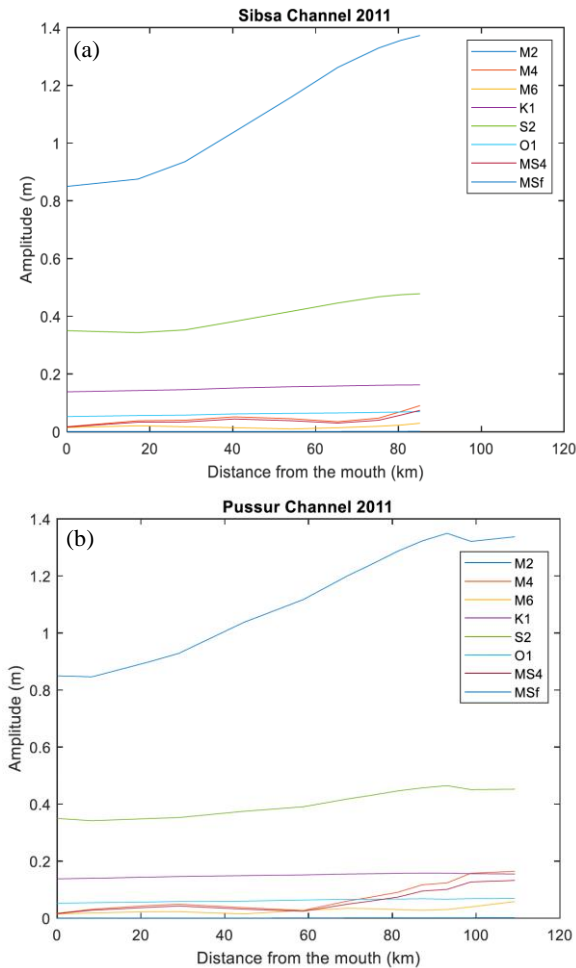 Sibsa Channel 2011
(a)
1.4
1.2
1
0.8
0.6
0.4
0.2
0
Amplitude (m)
M2
M4
M6
K1
S2
O1
MS4
MSf
0 20 40 60 80 100 120
Distance from the mouth (km)
Pussur Channel 2011
(b)
1.4
1.2
1
0.8
0.6
0.4
0.2
0
Amplitude (m)
M2
M4
M6
K1
S2
O1
MS4
MSf
0 20 40 60 80 100 120
Distance from the mouth (km)